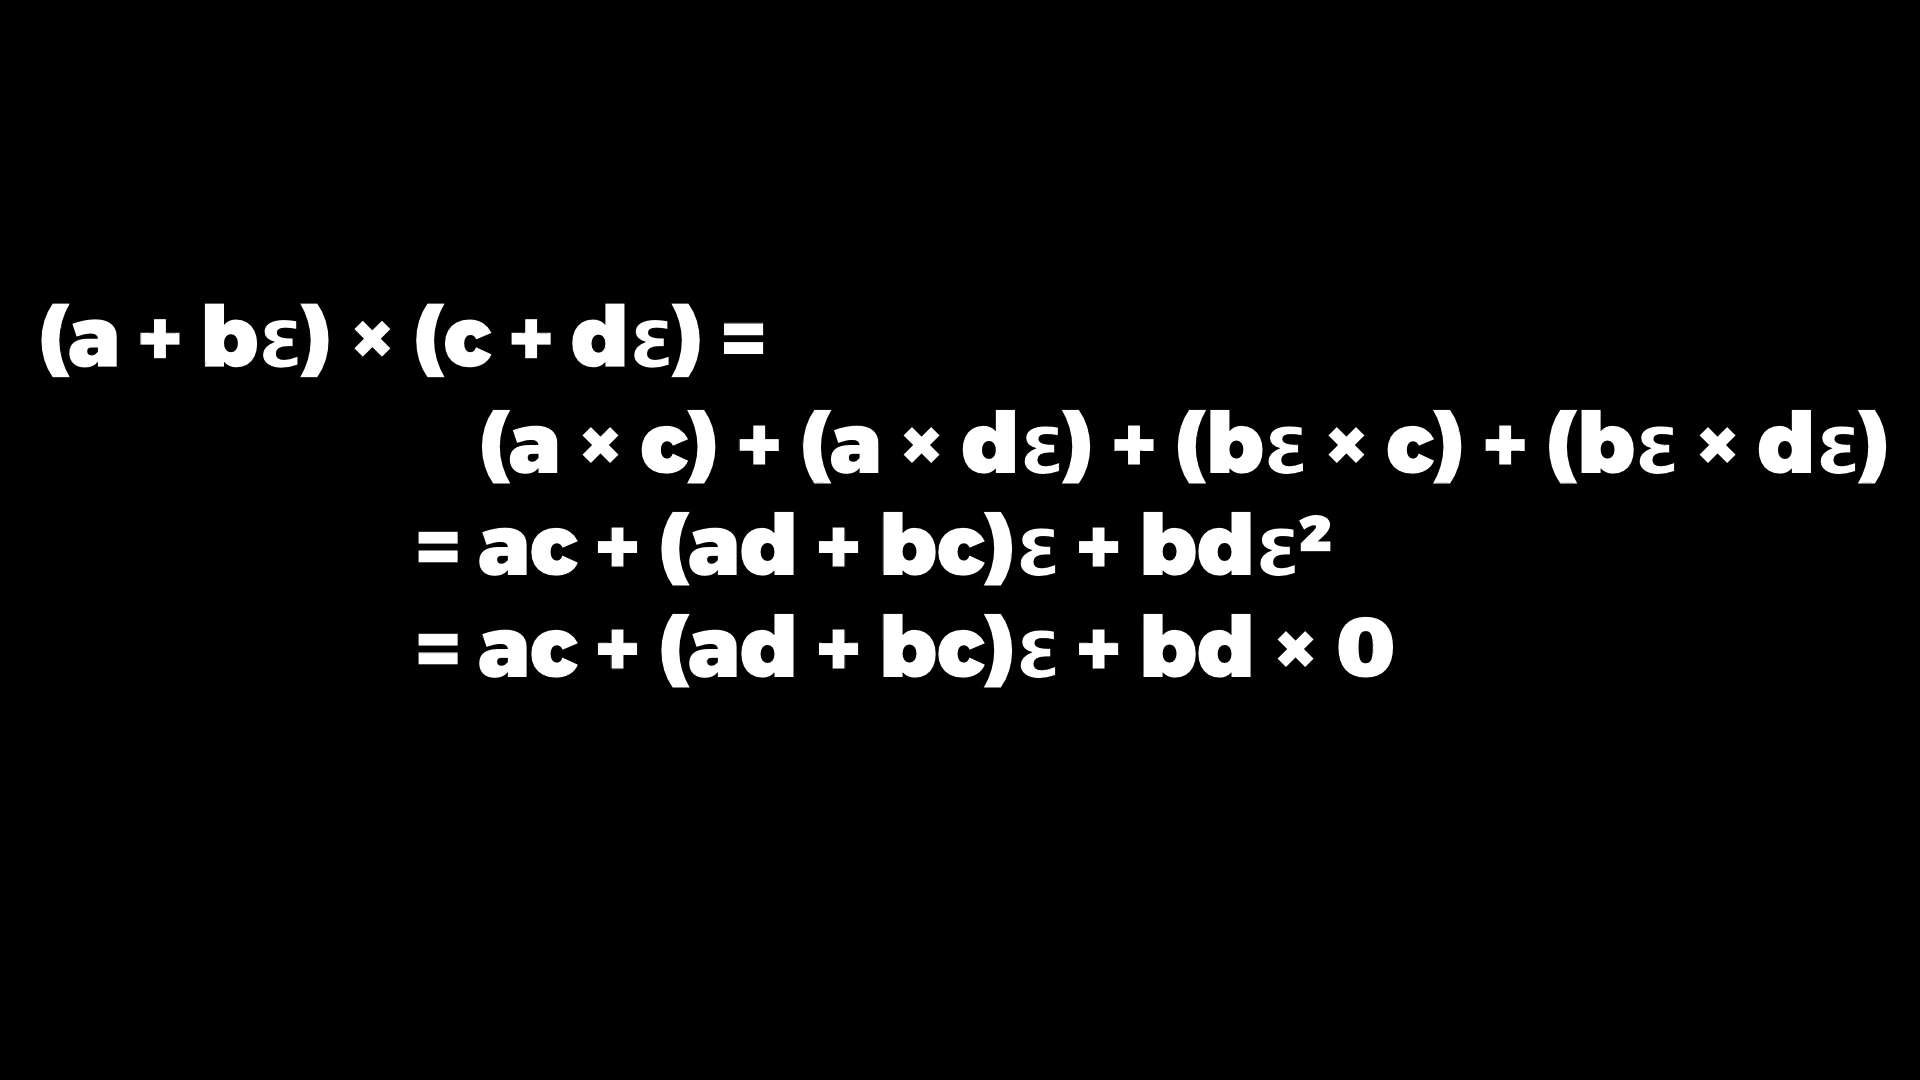 (a + bε) × (c + dε) =
(a × c) + (a × dε) + (bε × c) + (bε × dε)
= ac + (ad + bc)ε + bdε²
= ac + (ad + bc)ε + bd × 0